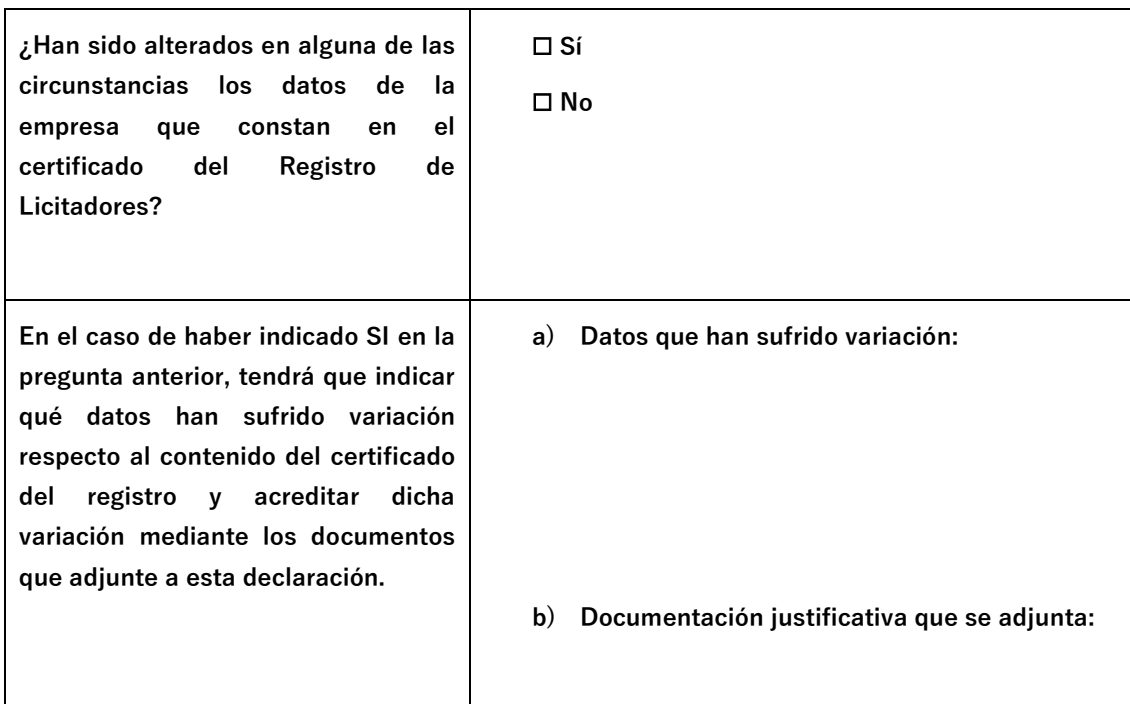 ¿Han sido alterados en alguna de las
circunstancias los datos de la
empresa que constan en el
certificado del Registro de
Licitadores?
☐ Sí
☐ No
En el caso de haber indicado SI en la
pregunta anterior, tendrá que indicar
qué datos han sufrido variación
respecto al contenido del certificado
del registro y acreditar dicha
variación mediante los documentos
que adjunte a esta declaración.
a) Datos que han sufrido variación:
b) Documentación justificativa que se adjunta: